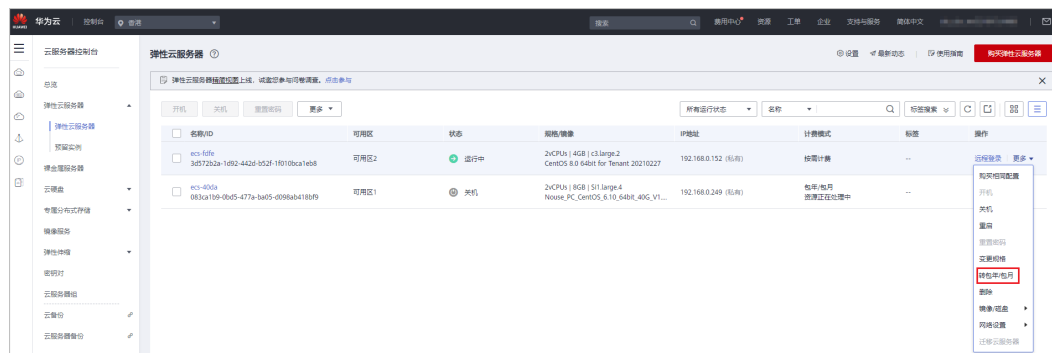 HUAWEI
华为云
控制台
香港
搜索
费用中心
资源
工单
企业
支持与服务
简体中文
云服务器控制台
总览
弹性云服务器
弹性云服务器
预留实例
裸金属服务器
云硬盘
专属分布式存储
镜像服务
弹性伸缩
密钥对
云服务器组
云备份
云服务器备份
弹性云服务器
设置
最新动态
使用指南
购买弹性云服务器
弹性云服务器精简视图上线,诚邀您参与问卷调查。点击参与
开机
关机
重置密码
更多
所有运行状态
名称
标签搜索
名称/ID
可用区
状态
规格/镜像
IP地址
计费模式
标签
操作
ecs-fdfe
3d572b2a-1d92-442d-b52f-1f010bca1eb8
可用区2
运行中
2vCPUs | 4GB | c3.large.2
CentOS 8.0 64bit for Tenant 20210227
192.168.0.152 (私有)
按需计费
--
远程登录
更多
ecs-40da
083ca1b9-0bd5-477a-ba05-d098ab418bf9
可用区1
关机
2vCPUs | 8GB | SI1.large.4
Nouse_PC_CentOS_6.10_64bit_40G_V1...
192.168.0.249 (私有)
包年/包月
资源正在处理中
--
购买相同配置
开机
关机
重启
重置密码
变更规格
转包年/包月
删除
镜像/磁盘
网络设置
迁移云服务器